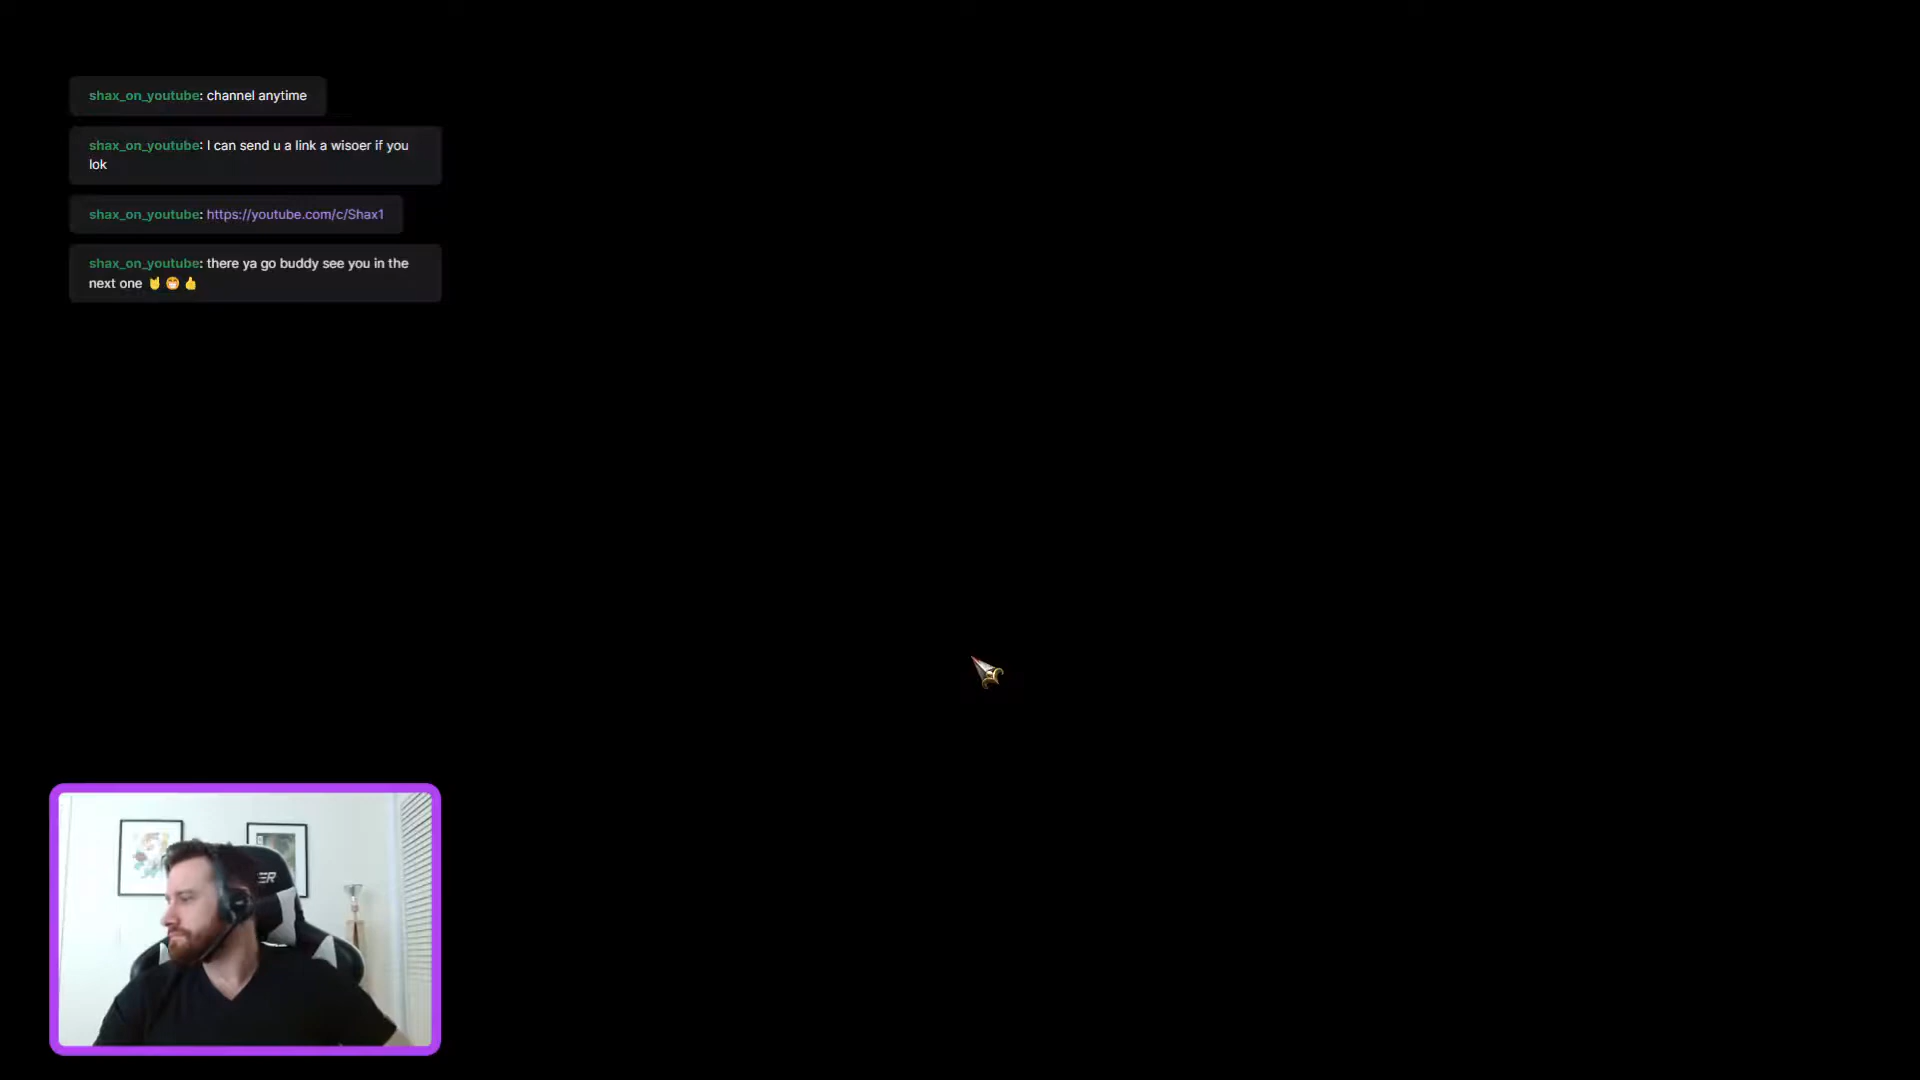 shax_on_youtube: channel anytime
shax_on_youtube: I can send u a link a wisoer if you
lok
shax_on_youtube: https://youtube.com/c/Shax1
shax_on_youtube: there ya go buddy see you in the
next one 🤘😁👍
ER